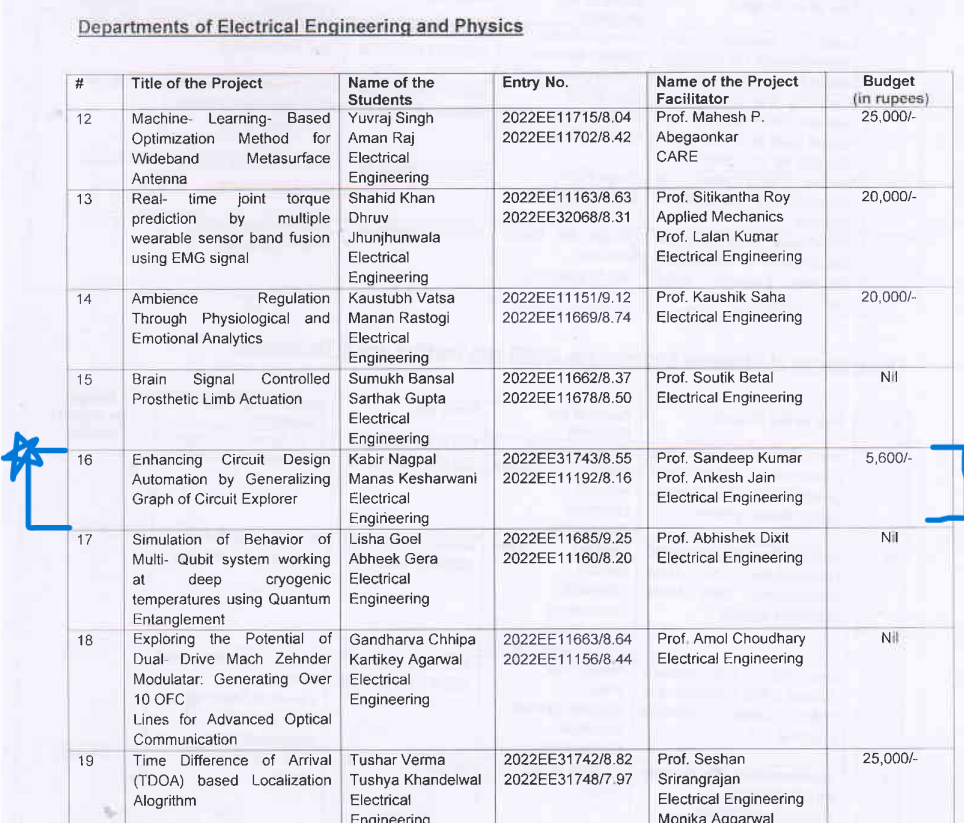 Departments of Electrical Engineering and Physics
# Title of the Project Name of the Students Entry No. Name of the Project Facilitator Budget (in rupees)
12 Machine- Learning- Based Optimization Method for Wideband Metasurface Antenna Yuvraj Singh Aman Raj Electrical Engineering 2022EE11715/8.04 2022EE11702/8.42 Prof. Mahesh P. Abegaonkar CARE 25,000/-
13 Real- time joint torque prediction by multiple wearable sensor band fusion using EMG signal Shahid Khan Dhruv Jhunjhunwala Electrical Engineering 2022EE11163/8.63 2022EE32068/8.31 Prof. Sitikantha Roy Applied Mechanics Prof. Lalan Kumar Electrical Engineering 20,000/-
14 Ambience Regulation Through Physiological and Emotional Analytics Kaustubh Vatsa Manan Rastogi Electrical Engineering 2022EE11151/9.12 2022EE11669/8.74 Prof. Kaushik Saha Electrical Engineering 20,000/-
15 Brain Signal Controlled Prosthetic Limb Actuation Sumukh Bansal Sarthak Gupta Electrical Engineering 2022EE11662/8.37 2022EE11678/8.50 Prof. Soutik Betal Electrical Engineering Nil
16 Enhancing Circuit Design Automation by Generalizing Graph of Circuit Explorer Kabir Nagpal Manas Kesharwani Electrical Engineering 2022EE31743/8.55 2022EE11192/8.16 Prof. Sandeep Kumar Prof. Ankesh Jain Electrical Engineering 5,600/-
17 Simulation of Behavior of Multi- Qubit system working at deep cryogenic temperatures using Quantum Entanglement Lisha Goel Abheek Gera Electrical Engineering 2022EE11685/9.25 2022EE11160/8.20 Prof. Abhishek Dixit Electrical Engineering Nil
18 Exploring the Potential of Dual- Drive Mach Zehnder Modulatar: Generating Over 10 OFC Lines for Advanced Optical Communication Gandharva Chhipa Kartikey Agarwal Electrical Engineering 2022EE11663/8.64 2022EE11156/8.44 Prof. Amol Choudhary Electrical Engineering Nil
19 Time Difference of Arrival (TDOA) based Localization Alogrithm Tushar Verma Tushya Khandelwal Electrical Engineering 2022EE31742/8.82 2022EE31748/7.97 Prof. Seshan Srirangrajan Electrical Engineering Monika Aggarwal 25,000/-